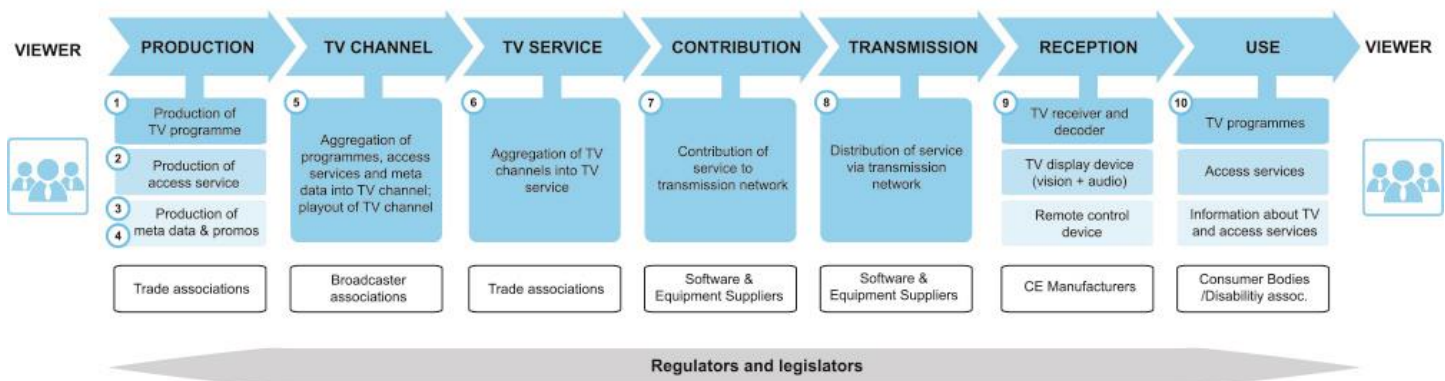 VIEWER
PRODUCTION
TV CHANNEL
TV SERVICE
CONTRIBUTION
TRANSMISSION
RECEPTION
USE
VIEWER
1
Production of
TV programme
2
Production of
access service
3
4
Production of
meta data & promos
5
Aggregation of
programmes, access
services and meta
data into TV channel;
playout of TV channel
6
Aggregation of TV
channels into TV
service
7
Contribution of
service to
transmission network
8
Distribution of service
via transmission
network
9
TV receiver and
decoder
TV display device
(vision + audio)
Remote control
device
10
TV programmes
Access services
Information about TV
and access services
Trade associations
Broadcaster
associations
Trade associations
Software &
Equipment Suppliers
Software &
Equipment Suppliers
CE Manufacturers
Consumer Bodies
/Disabilitiy assoc.
Regulators and legislators